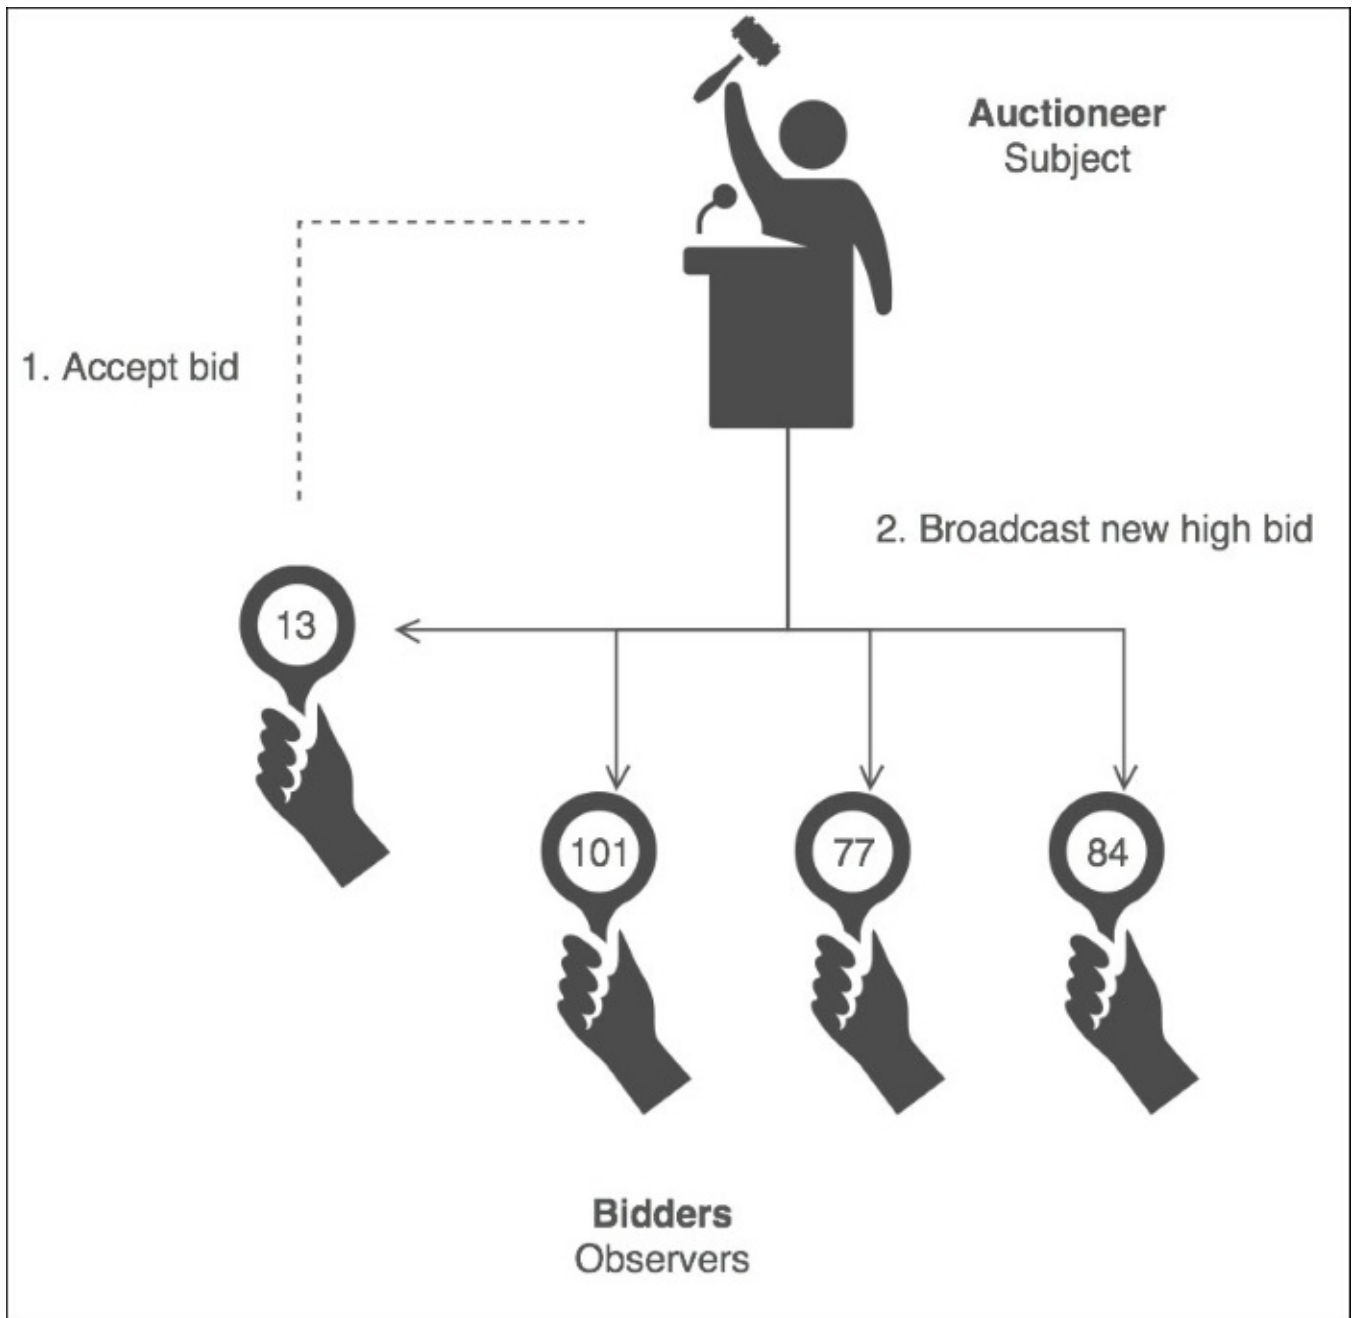 Auctioneer
Subject
1. Accept bid
2. Broadcast new high bid
13
101
77
84
Bidders
Observers